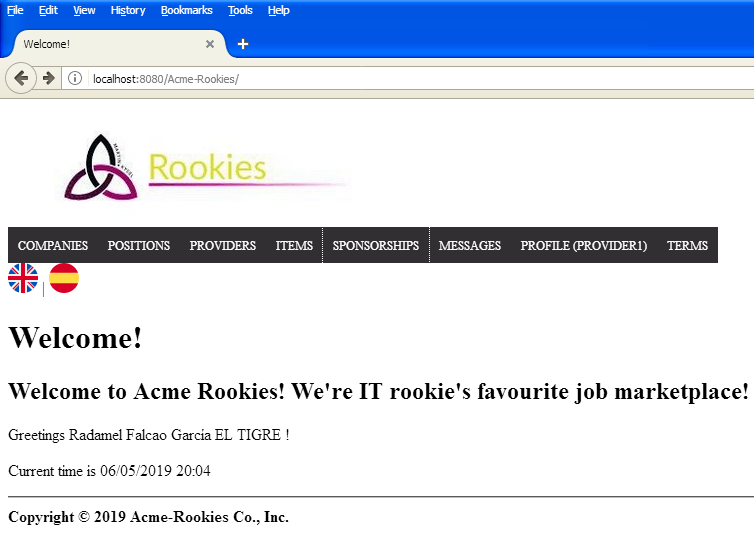 File Edit View History Bookmarks Tools Help
Welcome!
localhost:8080/Acme-Rookies/
Rookies
COMPANIES POSITIONS PROVIDERS ITEMS SPONSORSHIPS MESSAGES PROFILE (PROVIDER1) TERMS
|
Welcome!
Welcome to Acme Rookies! We're IT rookie's favourite job marketplace!
Greetings Radamel Falcao García EL TIGRE !
Current time is 06/05/2019 20:04
Copyright © 2019 Acme-Rookies Co., Inc.